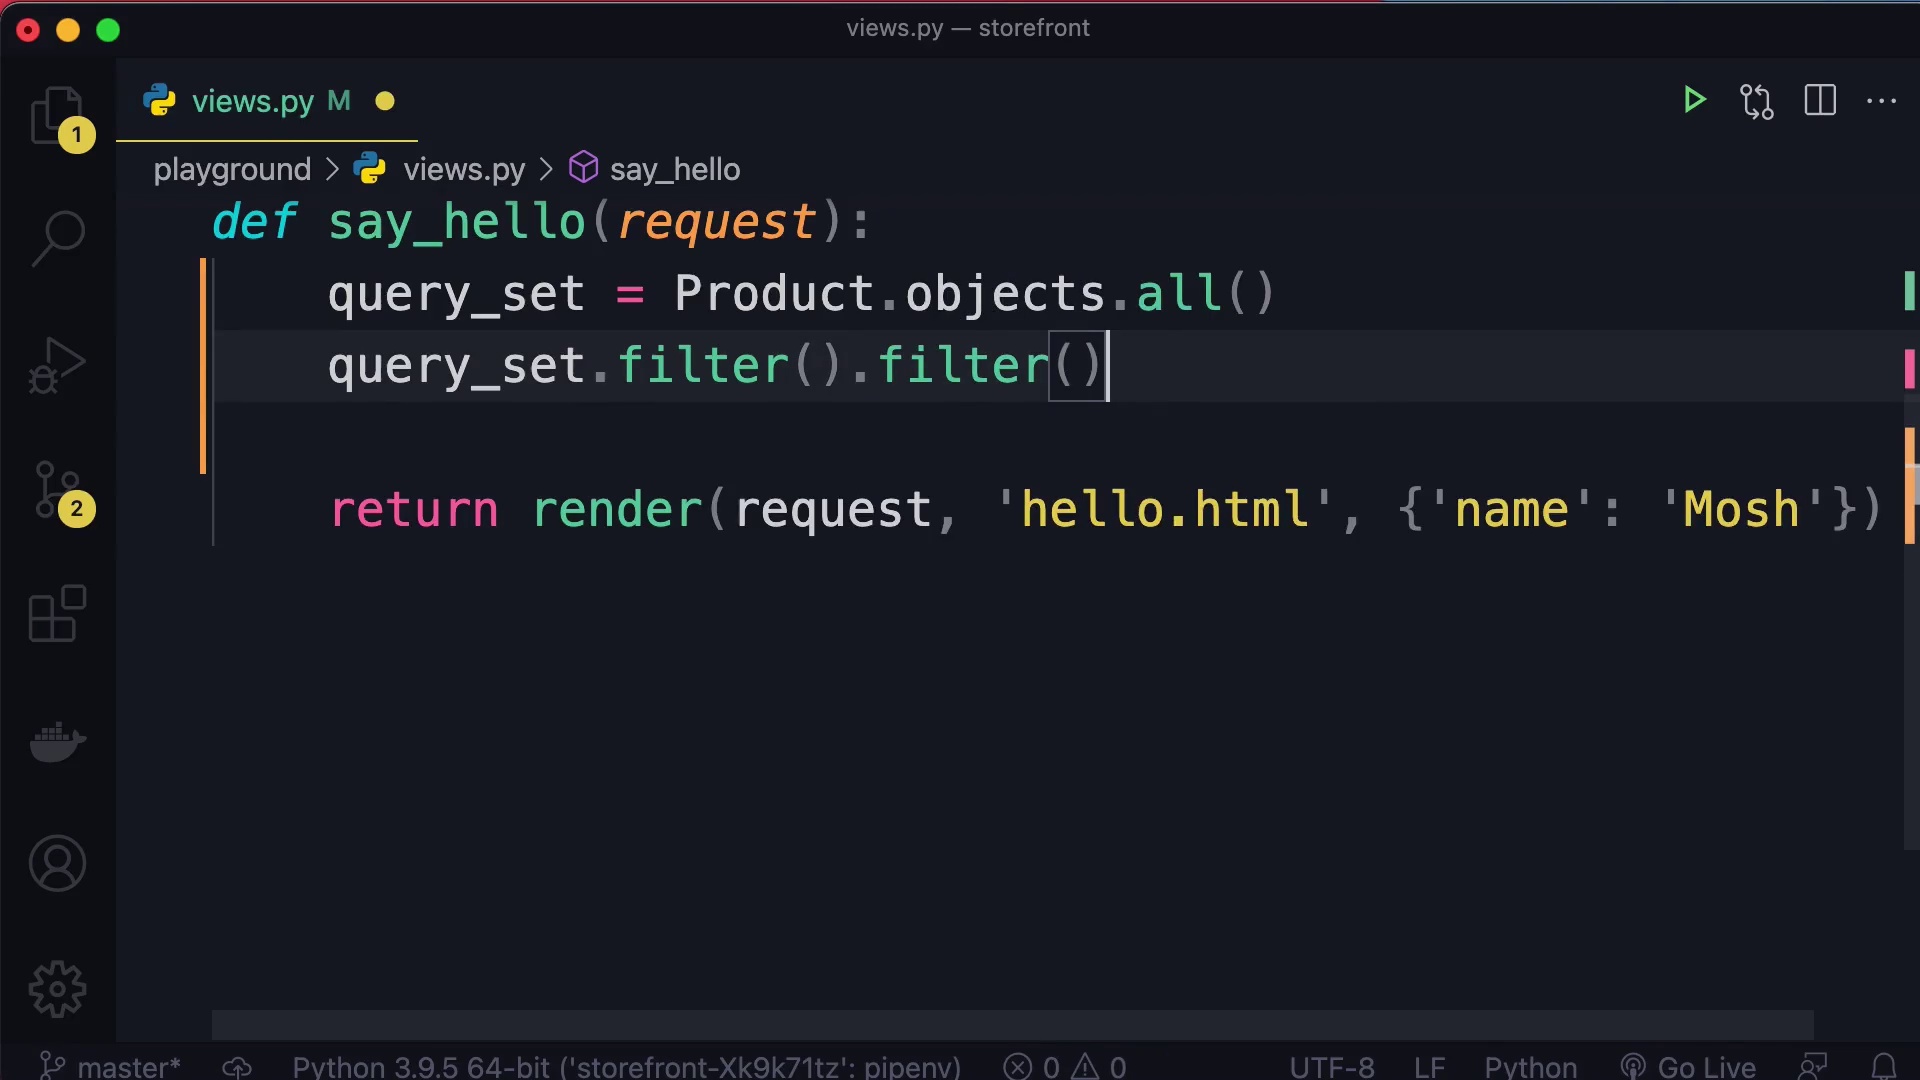 views.py — storefront
views.py M
1
playground > views.py > say_hello
def say_hello(request):
query_set = Product.objects.all()
query_set.filter().filter()
return render(request, 'hello.html', {'name': 'Mosh'})
2
master* Python 3.9.5 64-bit ('storefront-Xk9k71tz': pipenv) 0 0 UTF-8 LF Python Go Live